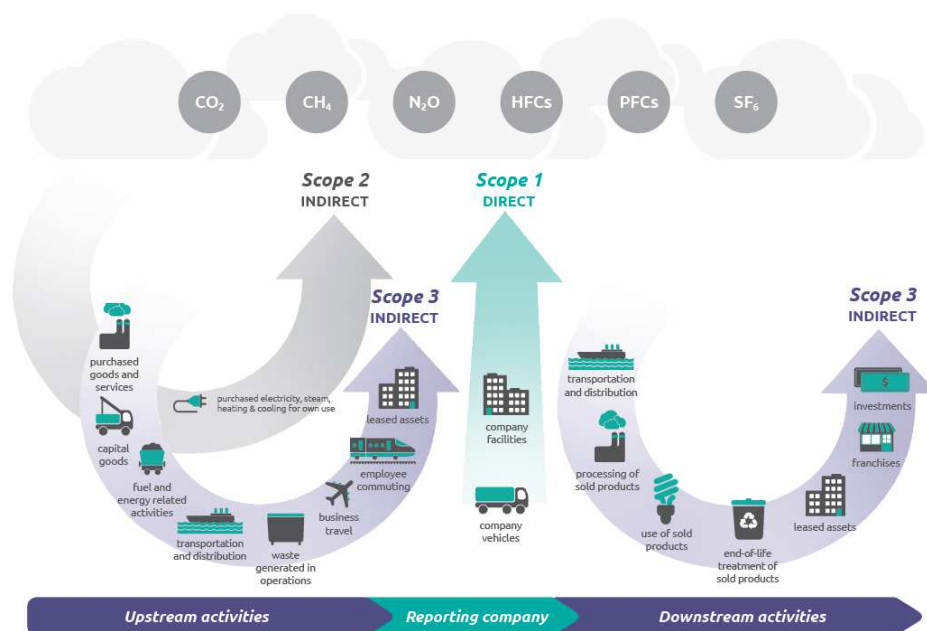 CO₂
CH₄
N₂O
HFCs
PFCs
SF₆
Scope 2
INDIRECT
Scope 1
DIRECT
Scope 3
INDIRECT
Scope 3
INDIRECT
purchased
goods and
services
capital
goods
fuel and
energy related
activities
transportation
and distribution
waste
generated in
operations
business
travel
employee
commuting
leased assets
purchased electricity, steam,
heating & cooling for own use
company
facilities
company
vehicles
transportation
and distribution
processing of
sold products
use of sold
products
end-of-life
treatment of
sold products
leased assets
franchises
investments
$
Upstream activities
Reporting company
Downstream activities